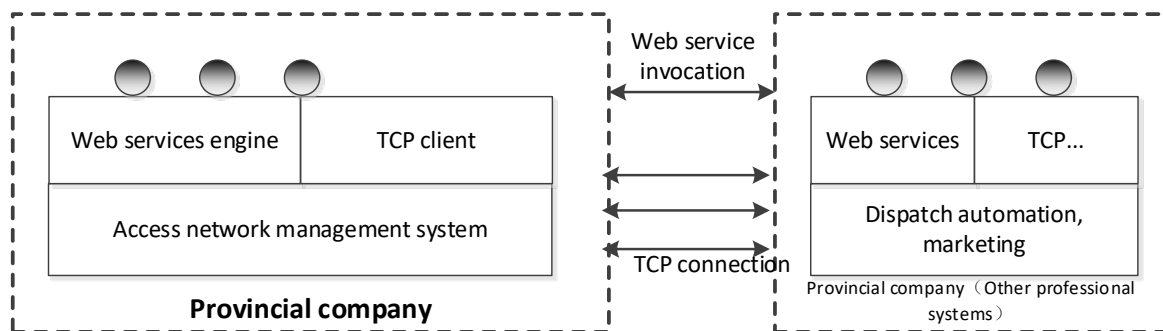 Web service
invocation
Web services engine
TCP client
Access network management system
Provincial company
TCP connection
Web services
TCP...
Dispatch automation,
marketing
Provincial company（Other professional
systems）